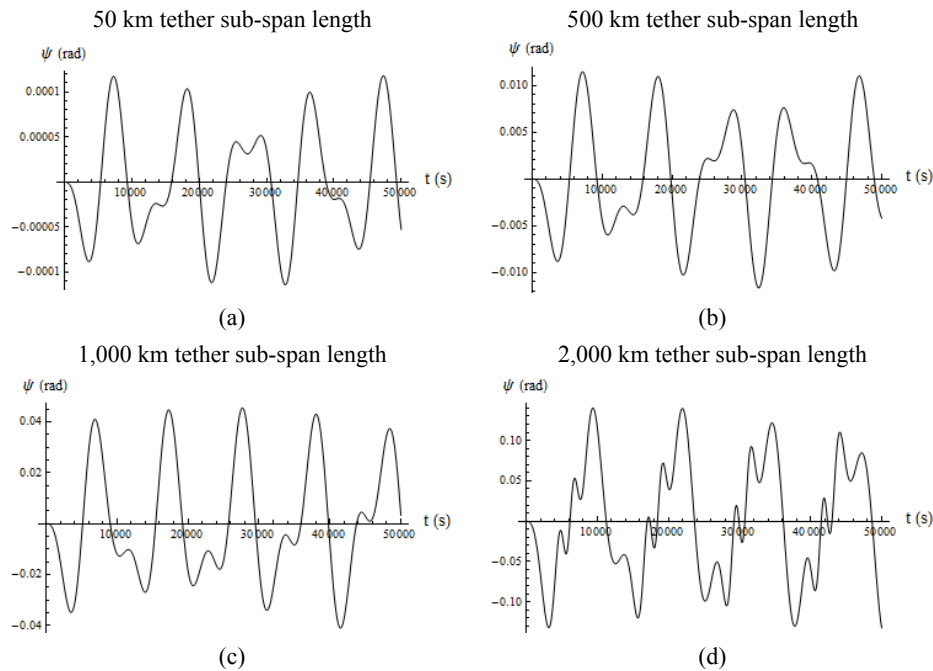 50 km tether sub-span length
500 km tether sub-span length
ψ (rad)
0.0001
0.00005
−0.00005
−0.0001
10000 20000 30000 40000 50000
t (s)
ψ (rad)
0.010
0.005
−0.005
−0.010
10000 20000 30000 40000 50000
t (s)
(a)
(b)
1,000 km tether sub-span length
2,000 km tether sub-span length
ψ (rad)
0.04
0.02
−0.02
−0.04
10000 20000 30000 40000 50000
t (s)
ψ (rad)
0.10
0.05
−0.05
−0.10
10000 20000 30000 40000 50000
t (s)
(c)
(d)